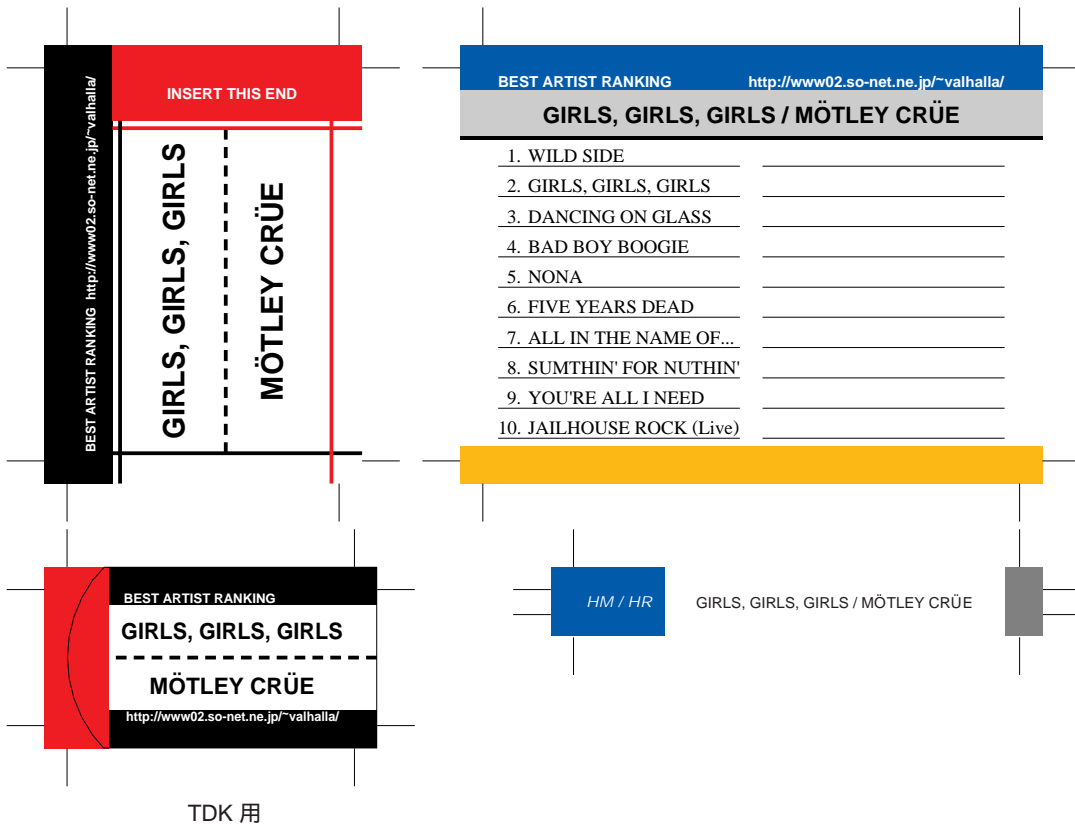 BEST ARTIST RANKING http://www02.so-net.ne.jp/~valhalla/
INSERT THIS END
GIRLS, GIRLS, GIRLS
MÖTLEY CRÜE
BEST ARTIST RANKING http://www02.so-net.ne.jp/~valhalla/
GIRLS, GIRLS, GIRLS / MÖTLEY CRÜE
1. WILD SIDE
2. GIRLS, GIRLS, GIRLS
3. DANCING ON GLASS
4. BAD BOY BOOGIE
5. NONA
6. FIVE YEARS DEAD
7. ALL IN THE NAME OF...
8. SUMTHIN' FOR NUTHIN'
9. YOU'RE ALL I NEED
10. JAILHOUSE ROCK (Live)
BEST ARTIST RANKING
GIRLS, GIRLS, GIRLS
MÖTLEY CRÜE
http://www02.so-net.ne.jp/~valhalla/
HM / HR GIRLS, GIRLS, GIRLS / MÖTLEY CRÜE
TDK 用